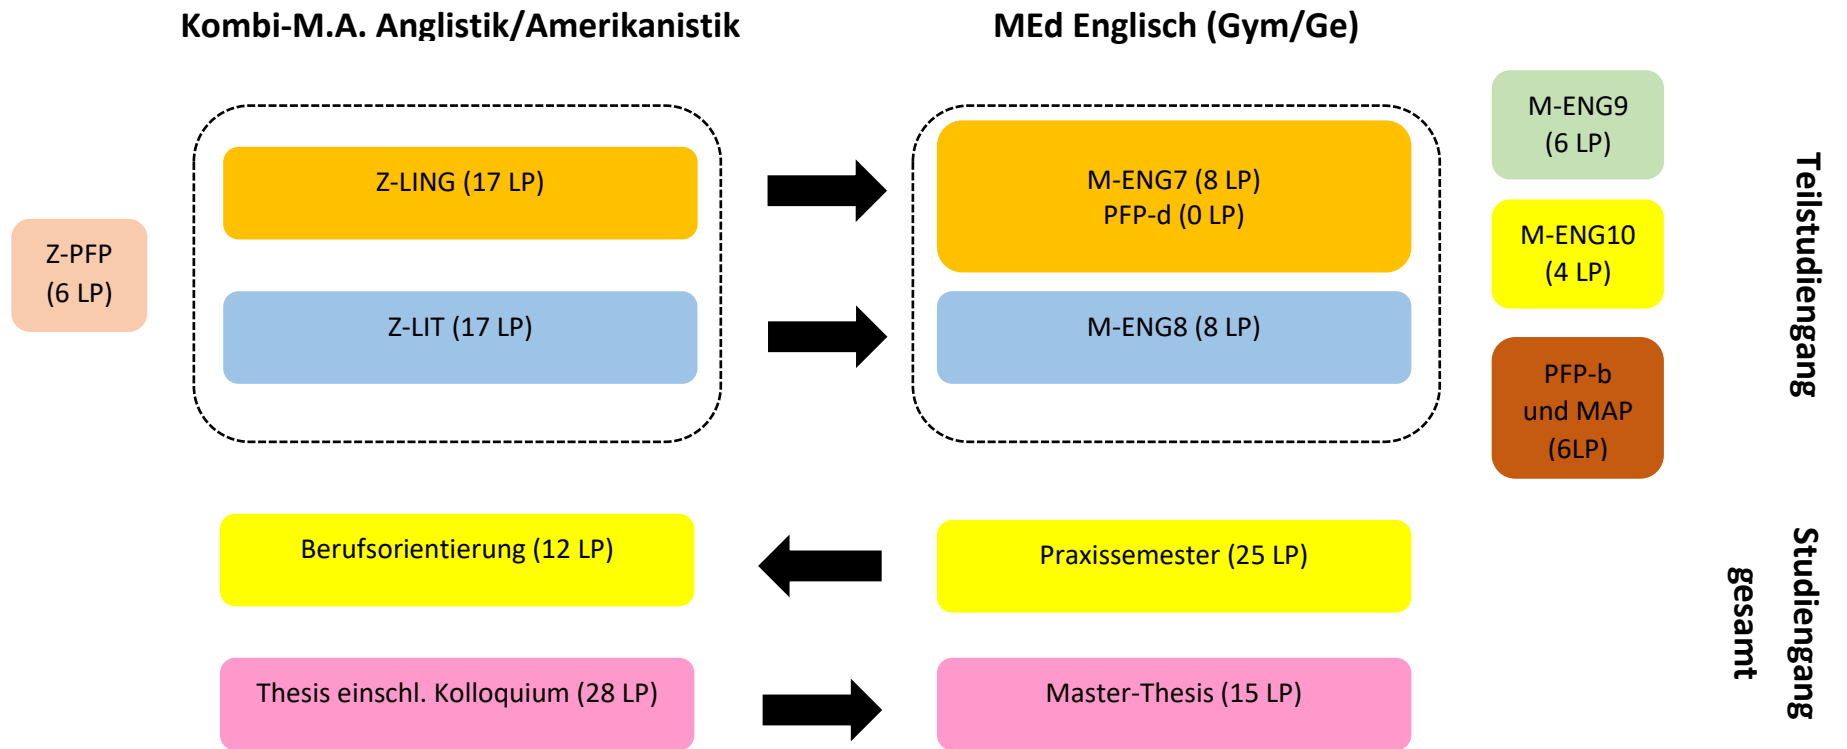 Kombi-M.A. Anglistik/Amerikanistik
MEd Englisch (Gym/Ge)
Z-PFP
(6 LP)
Z-LING (17 LP)
Z-LIT (17 LP)
M-ENG7 (8 LP)
PFP-d (0 LP)
M-ENG8 (8 LP)
M-ENG9
(6 LP)
M-ENG10
(4 LP)
PFP-b
und MAP
(6LP)
Teilstudiengang
Berufsorientierung (12 LP)
Praxissemester (25 LP)
Thesis einschl. Kolloquium (28 LP)
Master-Thesis (15 LP)
Studiengang
gesamt